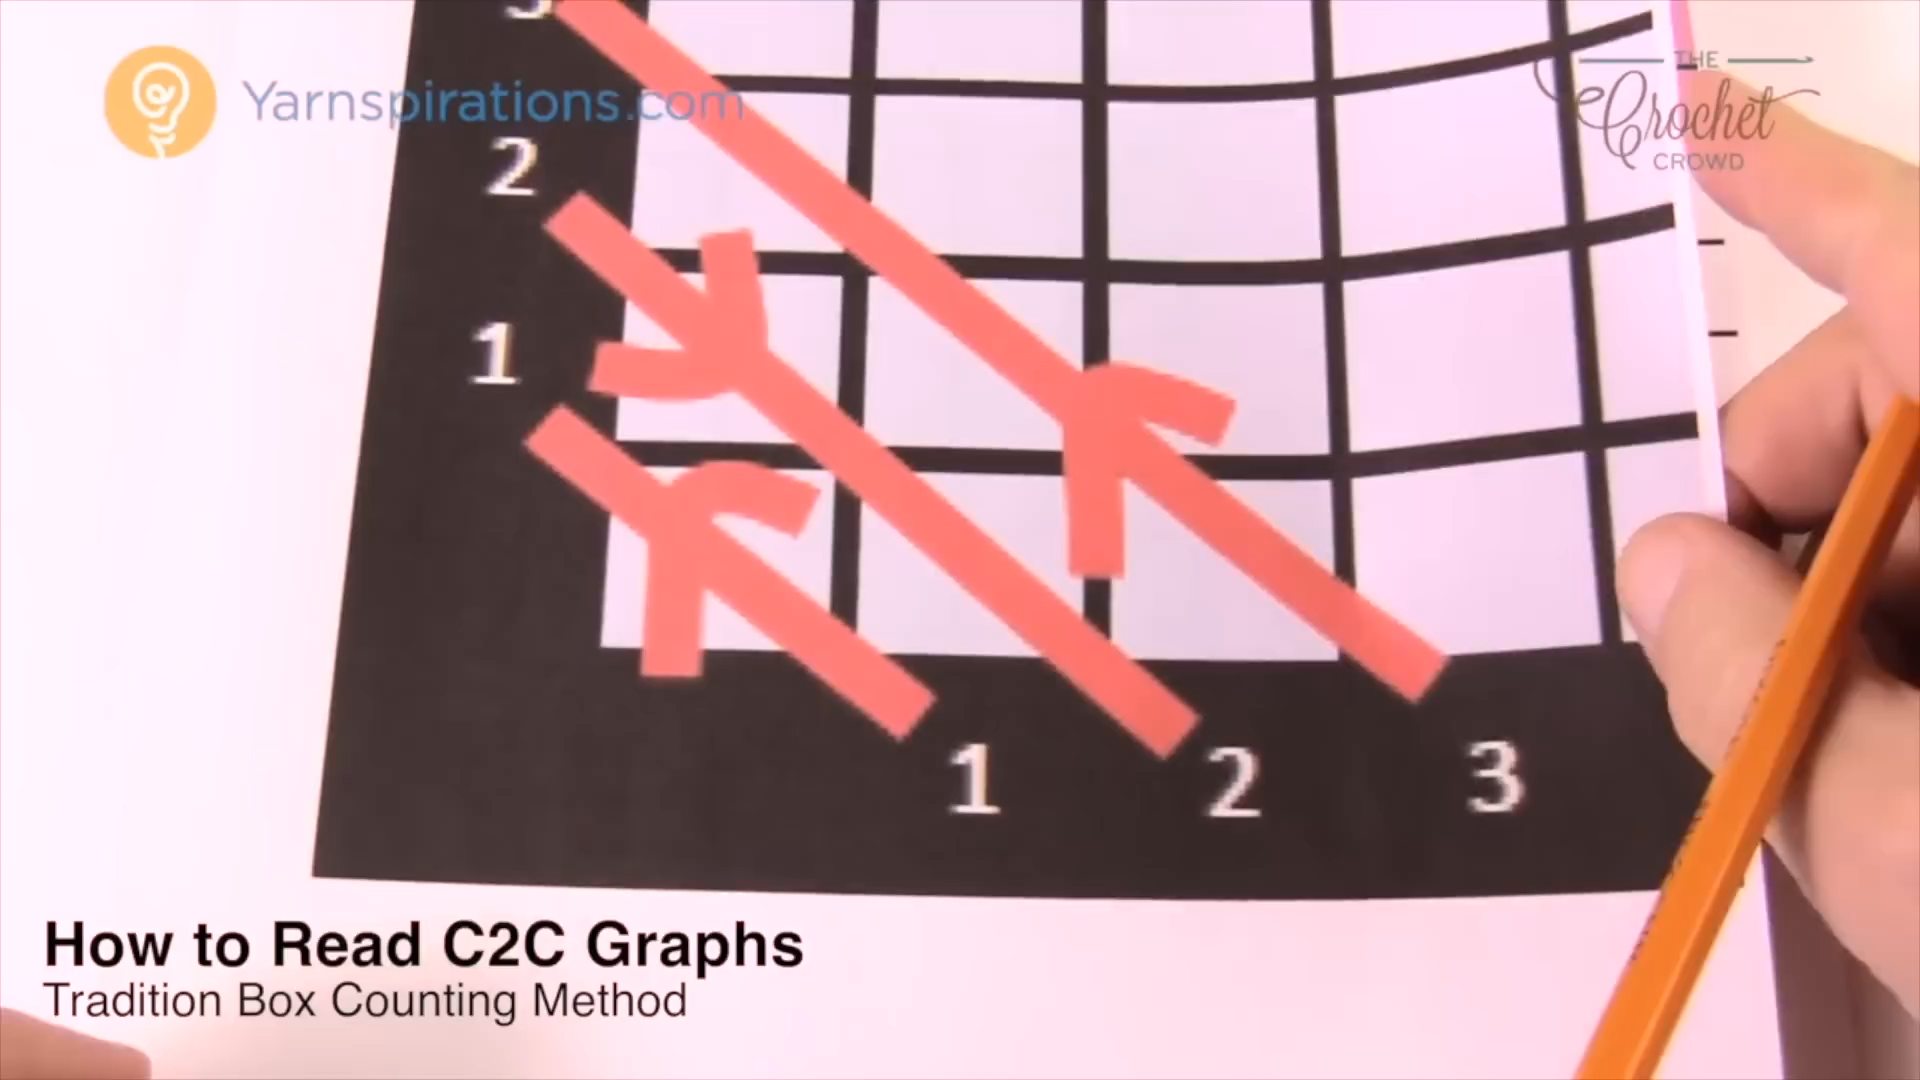 3
Yarnspirations.com
THE
Crochet
CROWD
2
1
1 2 3
How to Read C2C Graphs
Tradition Box Counting Method